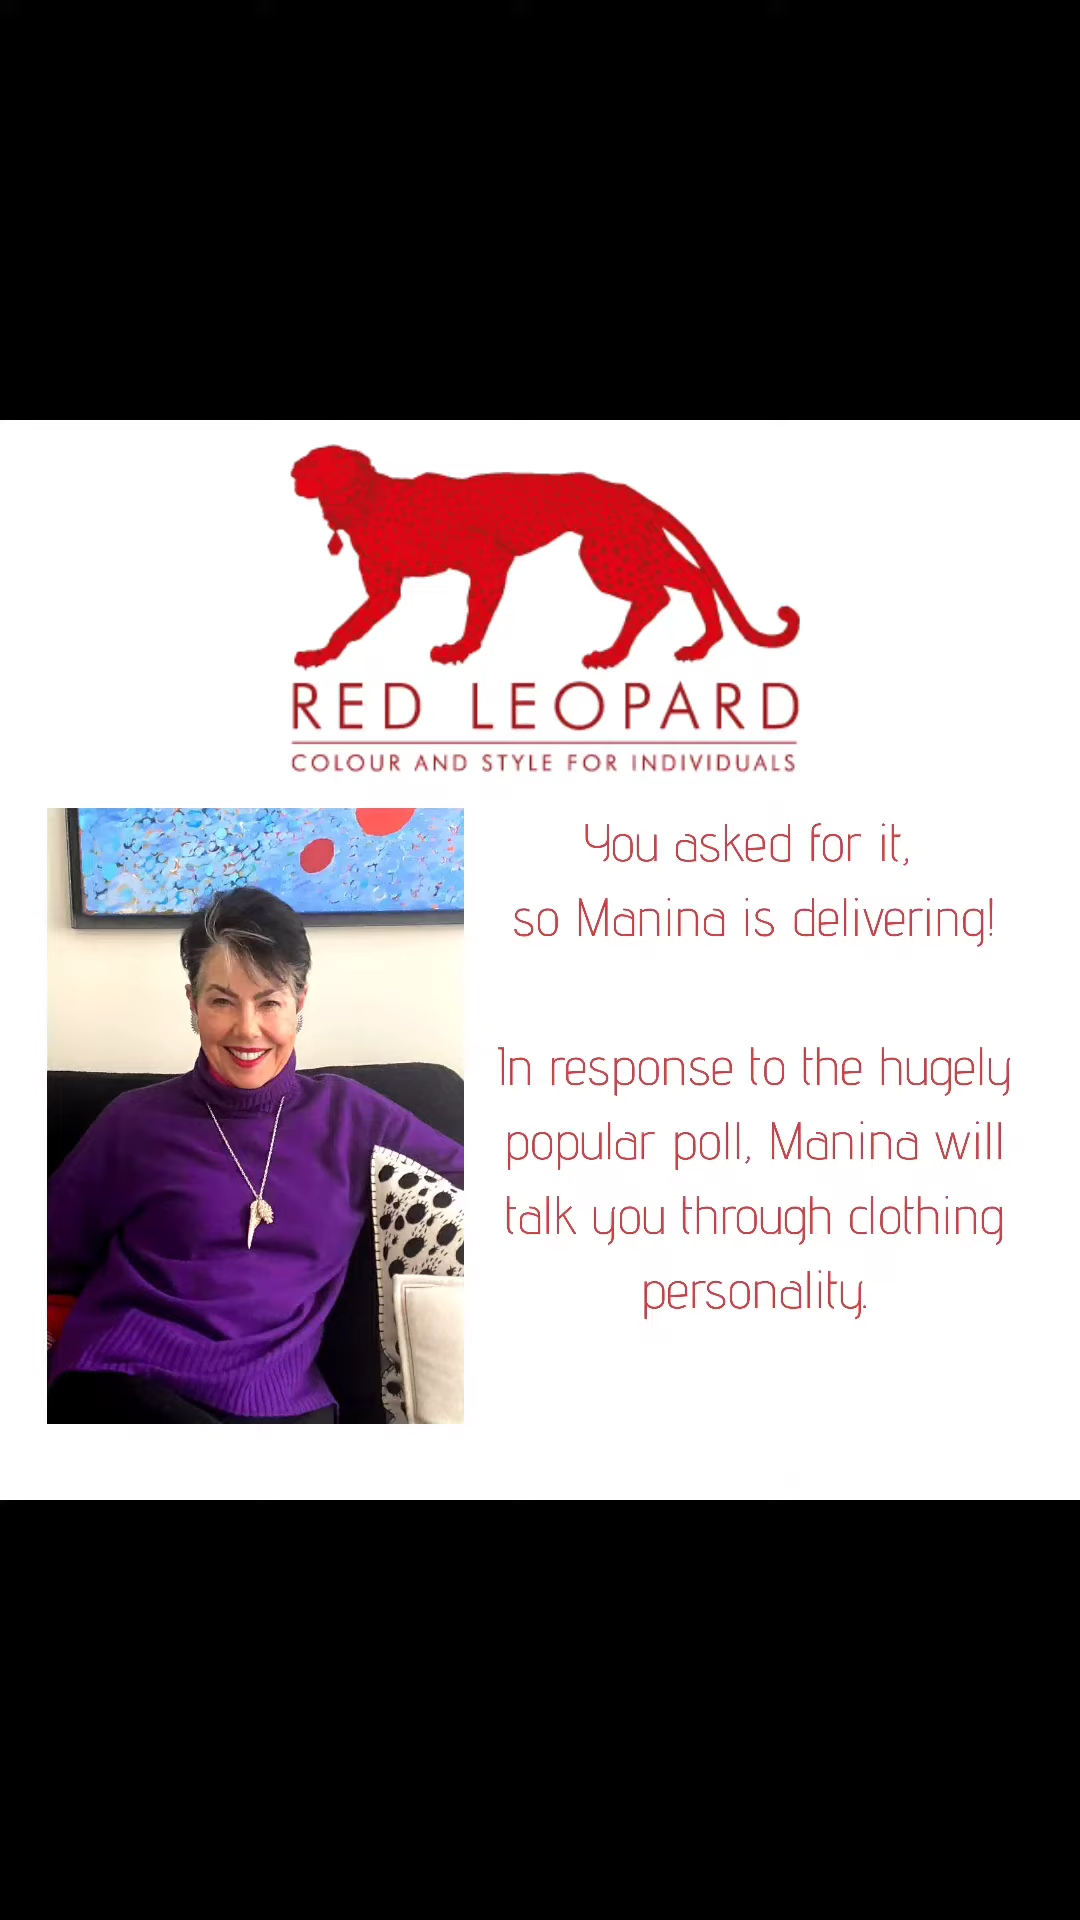 RED LEOPARD
COLOUR AND STYLE FOR INDIVIDUALS
You asked for it,
so Manina is delivering!
In response to the hugely
popular poll, Manina will
talk you through clothing
personality.